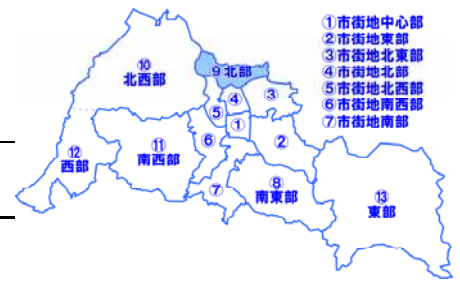 ①市街地中心部
②市街地東部
③市街地北東部
④市街地北部
⑤市街地北西部
⑥市街地南西部
⑦市街地南部
⑩
北西部
9北部
④
③
⑤
①
⑫
西部
⑪
南西部
⑥
②
⑦
⑧
南東部
⑬
東部